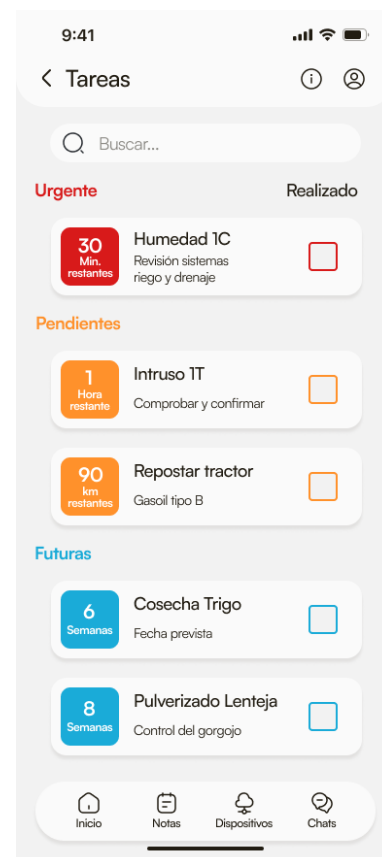 9:41
Tareas
Buscar...
Urgente Realizado
30
Min.
restantes
Humedad 1C
Revisión sistemas
riego y drenaje
Pendientes
1
Hora
restante
Intruso 1T
Comprobar y confirmar
90
km
restantes
Repostar tractor
Gasoil tipo B
Futuras
6
Semanas
Cosecha Trigo
Fecha prevista
8
Semanas
Pulverizado Lenteja
Control del gorgojo
Inicio Notas Dispositivos Chats